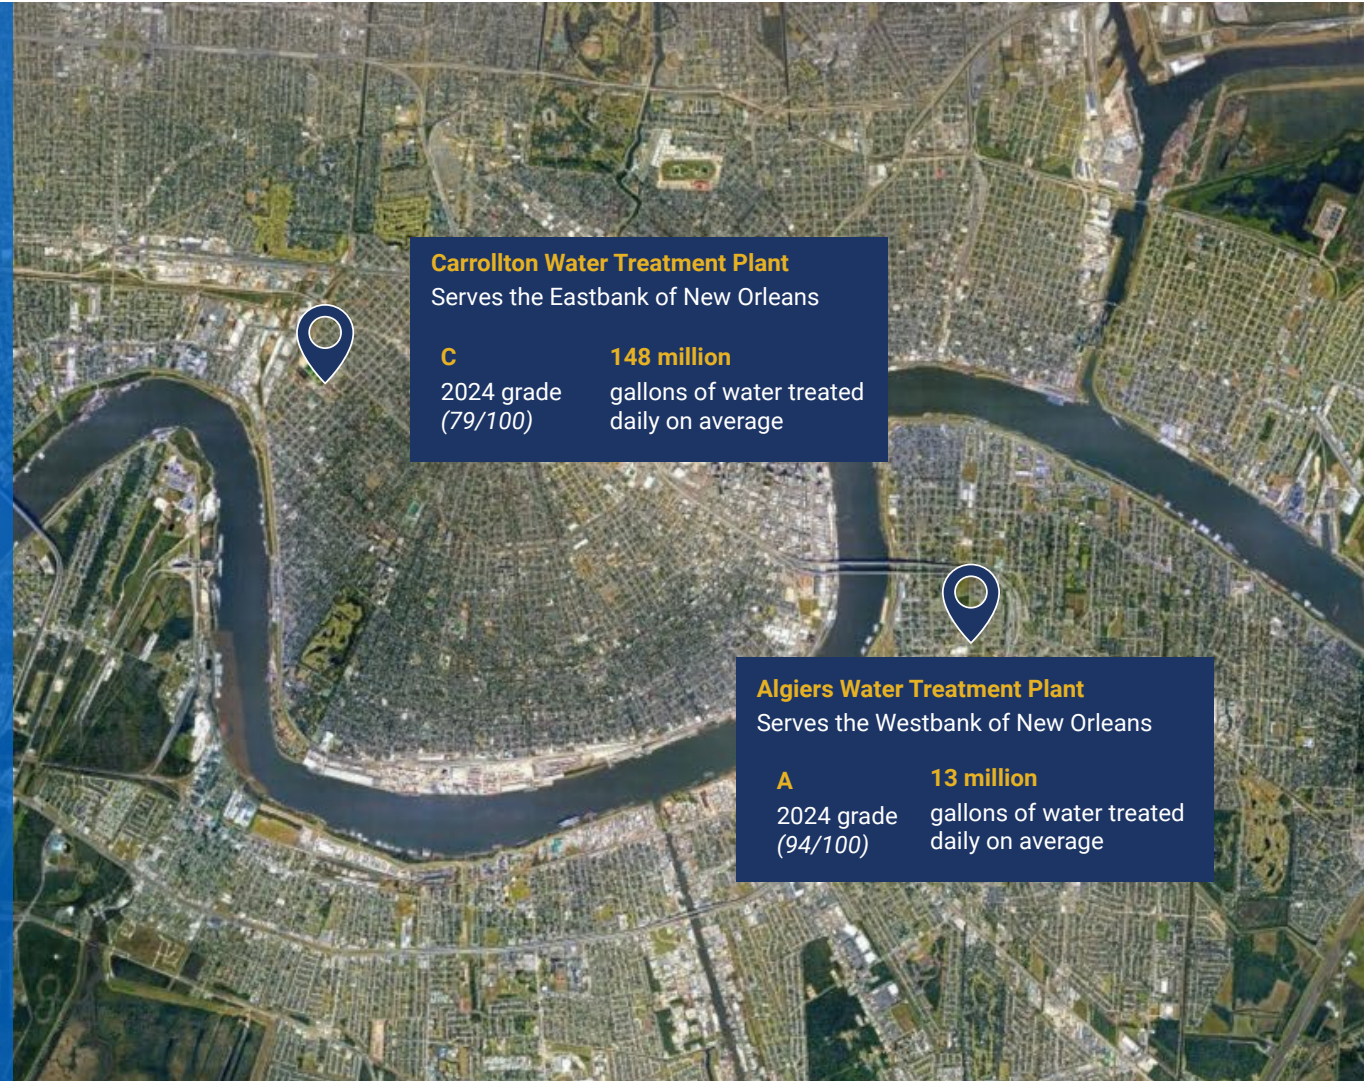 Carrollton Water Treatment Plant
Serves the Eastbank of New Orleans
C
2024 grade
(79/100)
148 million
gallons of water treated
daily on average
Algiers Water Treatment Plant
Serves the Westbank of New Orleans
A
2024 grade
(94/100)
13 million
gallons of water treated
daily on average